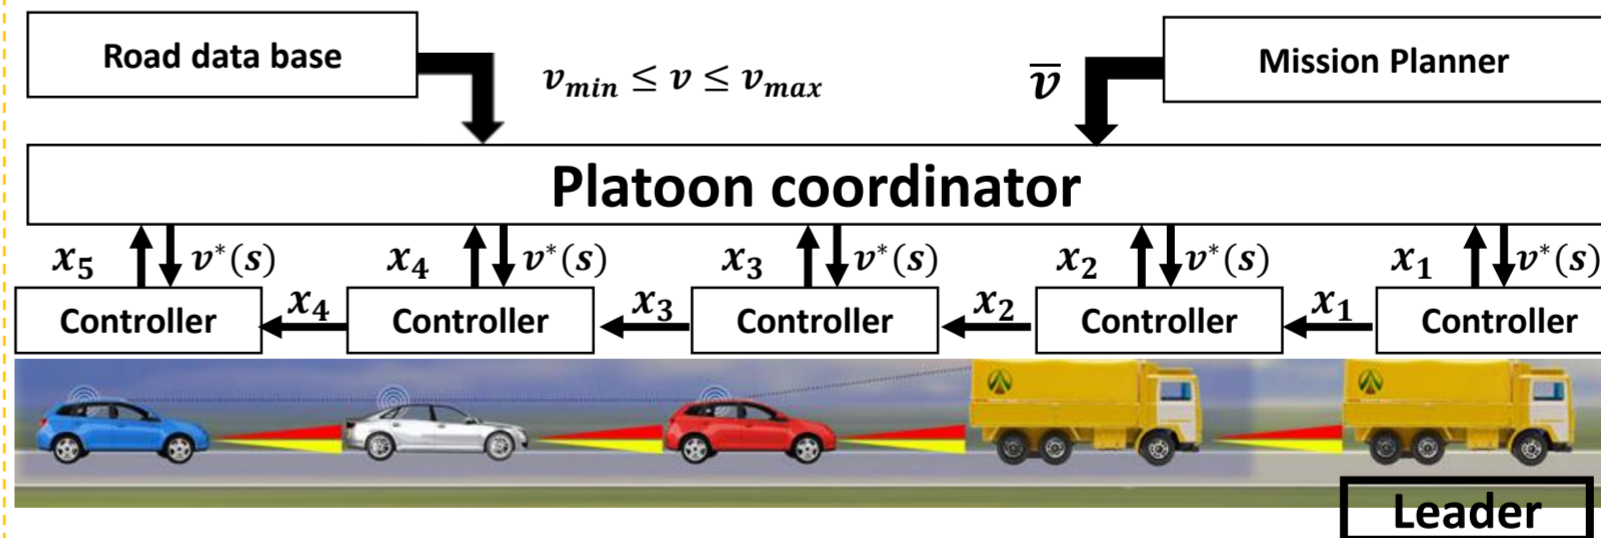 Road data base
v_min ≤ v ≤ v_max
v̅
Mission Planner
Platoon coordinator
x₅ v*(s) x₄ v*(s) x₃ v*(s) x₂ v*(s) x₁ v*(s)
Controller x₄ Controller x₃ Controller x₂ Controller x₁ Controller
Leader